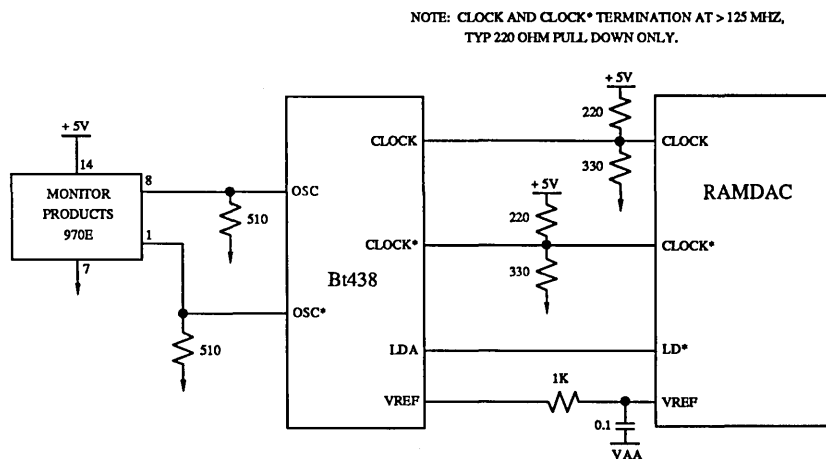 NOTE: CLOCK AND CLOCK* TERMINATION AT > 125 MHZ,
TYP 220 OHM PULL DOWN ONLY.
+ 5V
220
CLOCK
CLOCK
330
+ 5V
14
8
MONITOR
PRODUCTS
970E
1
7
OSC
510
RAMDAC
+ 5V
220
CLOCK*
CLOCK*
330
Bt438
OSC*
510
LDA
LD*
1K
VREF
VREF
0.1
VAA